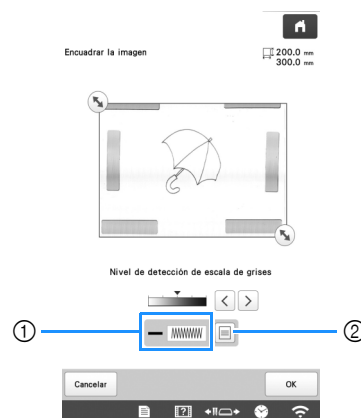 Encuadrar la imagen
200.0 mm
300.0 mm
Nivel de detección de escala de grises
① ②
Cancelar OK